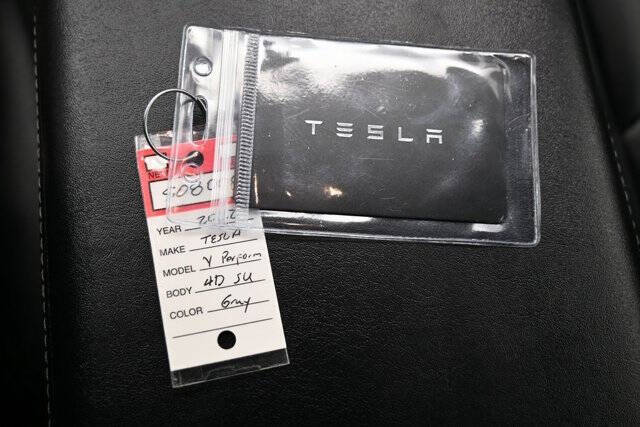 TESLA
YEAR
MAKE TESLA
MODEL Y Perform
BODY 4D SU
COLOR Gray